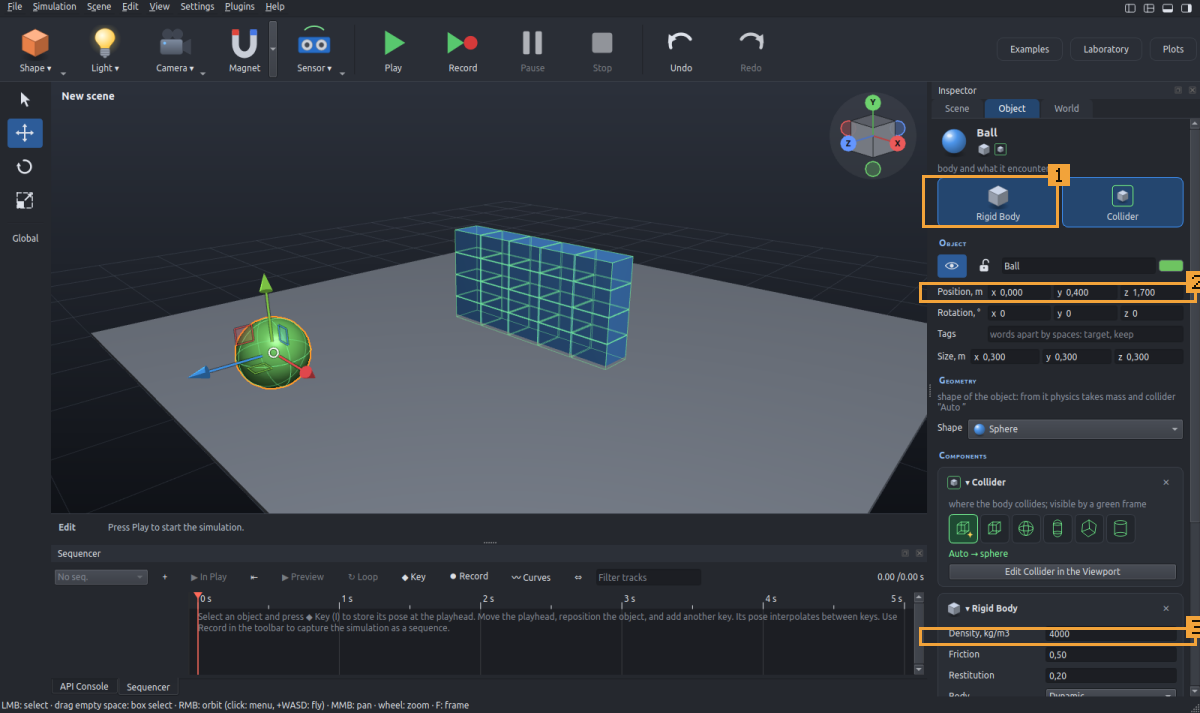 File Simulation Scene Edit View Settings Plugins Help
Shape ▾ Light ▾ Camera ▾ Magnet Sensor ▾ Play Record Pause Stop Undo Redo Examples Laboratory Plots
New scene
Global
Y
Z
X
Inspector
Scene Object World
Ball
body and what it encounter
1
Rigid Body Collider
Object
Ball
2
Position, m x 0,000 y 0,400 z 1,700
Rotation, ° x 0 y 0 z 0
Tags words apart by spaces: target, keep
Size, m x 0,300 y 0,300 z 0,300
Geometry
shape of the object: from it physics takes mass and collider
"Auto "
Shape Sphere
Components
▾ Collider
where the body collides; visible by a green frame
Auto → sphere
Edit Collider in the Viewport
▾ Rigid Body
Density, kg/m3 4000
Friction 0,50
Restitution 0,20
Body Dynamic
Edit Press Play to start the simulation.
Sequencer
No seq. + ▶ In Play ▶ Preview ↻ Loop ◆ Key ● Record Curves Filter tracks 0.00 /0.00 s
0 s 1 s 2 s 3 s 4 s 5 s
Select an object and press ◆ Key (I) to store its pose at the playhead. Move the playhead, reposition the object, and add another key. Its pose interpolates between keys. Use
Record in the toolbar to capture the simulation as a sequence.
API Console Sequencer
LMB: select · drag empty space: box select · RMB: orbit (click: menu, +WASD: fly) · MMB: pan · wheel: zoom · F: frame